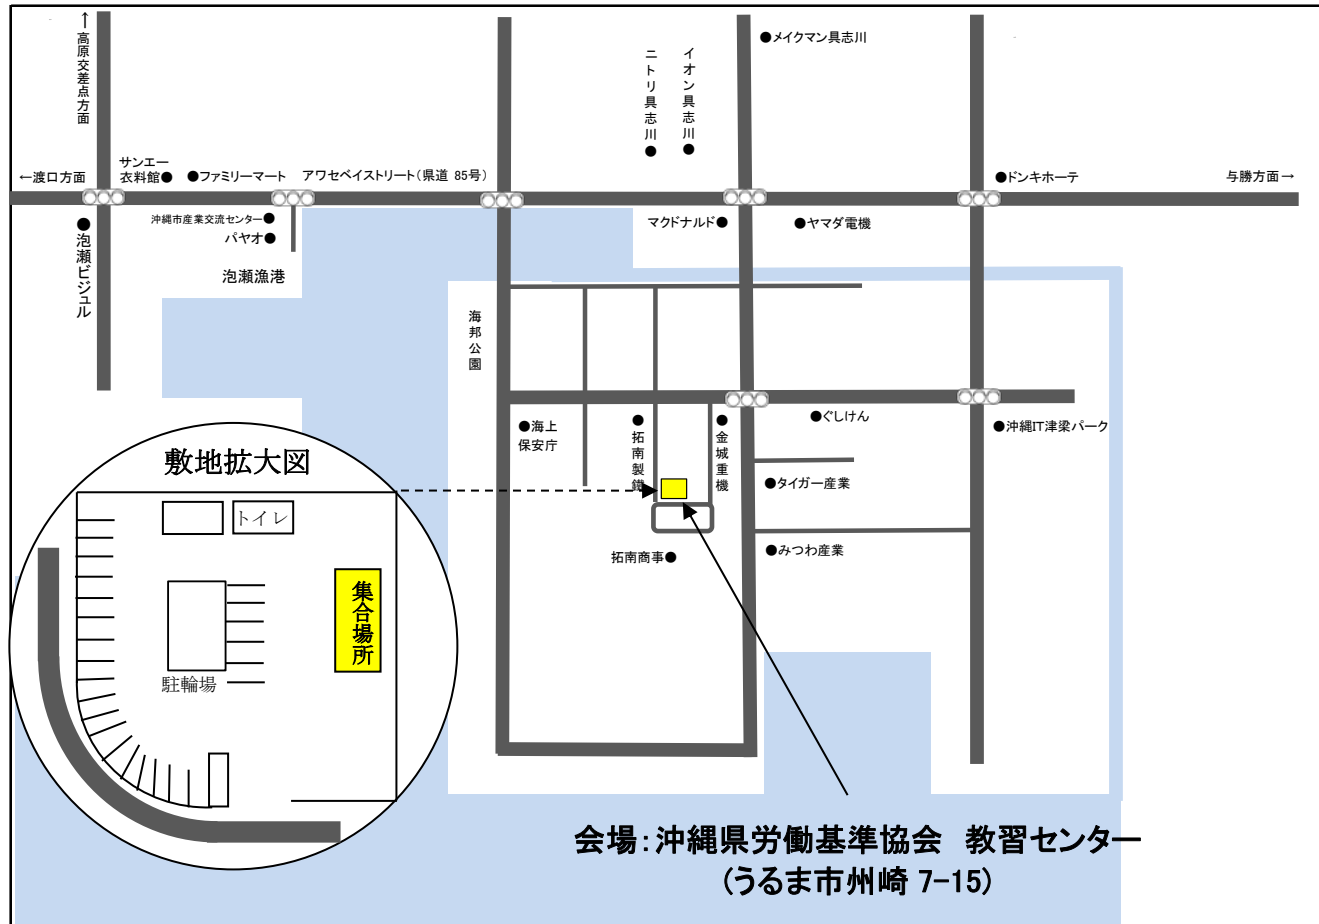 ↑高原交差点方面
●メイクマン具志川
ニトリ具志川●
イオン具志川●
←渡口方面
サンエー
衣料館●
●ファミリーマート
アワセベイストリート（県道 85号）
●ドンキホーテ
与勝方面→
●泡瀬ビジュル
沖縄市産業交流センター●
パヤオ●
泡瀬漁港
マクドナルド●
●ヤマダ電機
海邦公園
●海上
保安庁
●拓南製鐵
●金城重機
●ぐしけん
●沖縄IT津梁パーク
●タイガー産業
●みつわ産業
拓南商事●
敷地拡大図
トイレ
集合場所
駐輪場
会場：沖縄県労働基準協会　教習センター
（うるま市州崎 7-15）